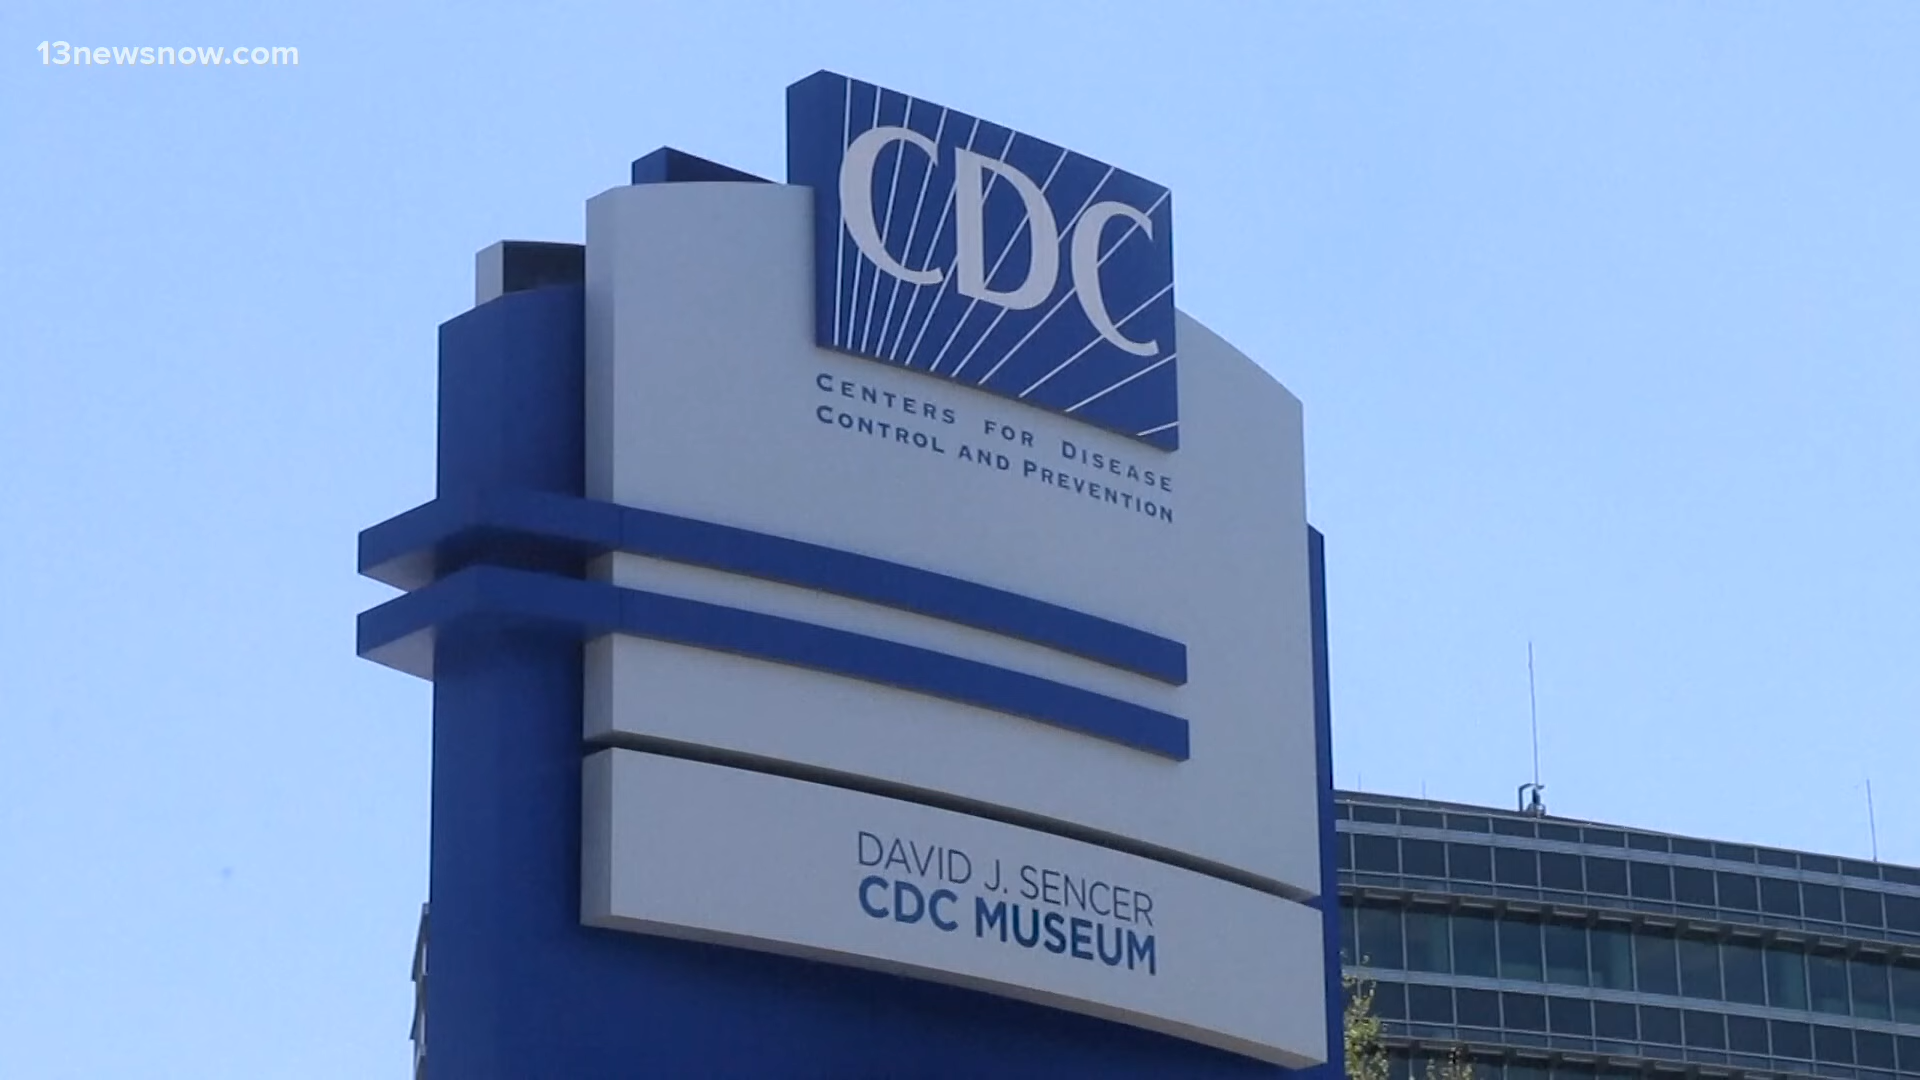 13newsnow.com
CDC
CENTERS FOR DISEASE
CONTROL AND PREVENTION
DAVID J. SENCER
CDC MUSEUM